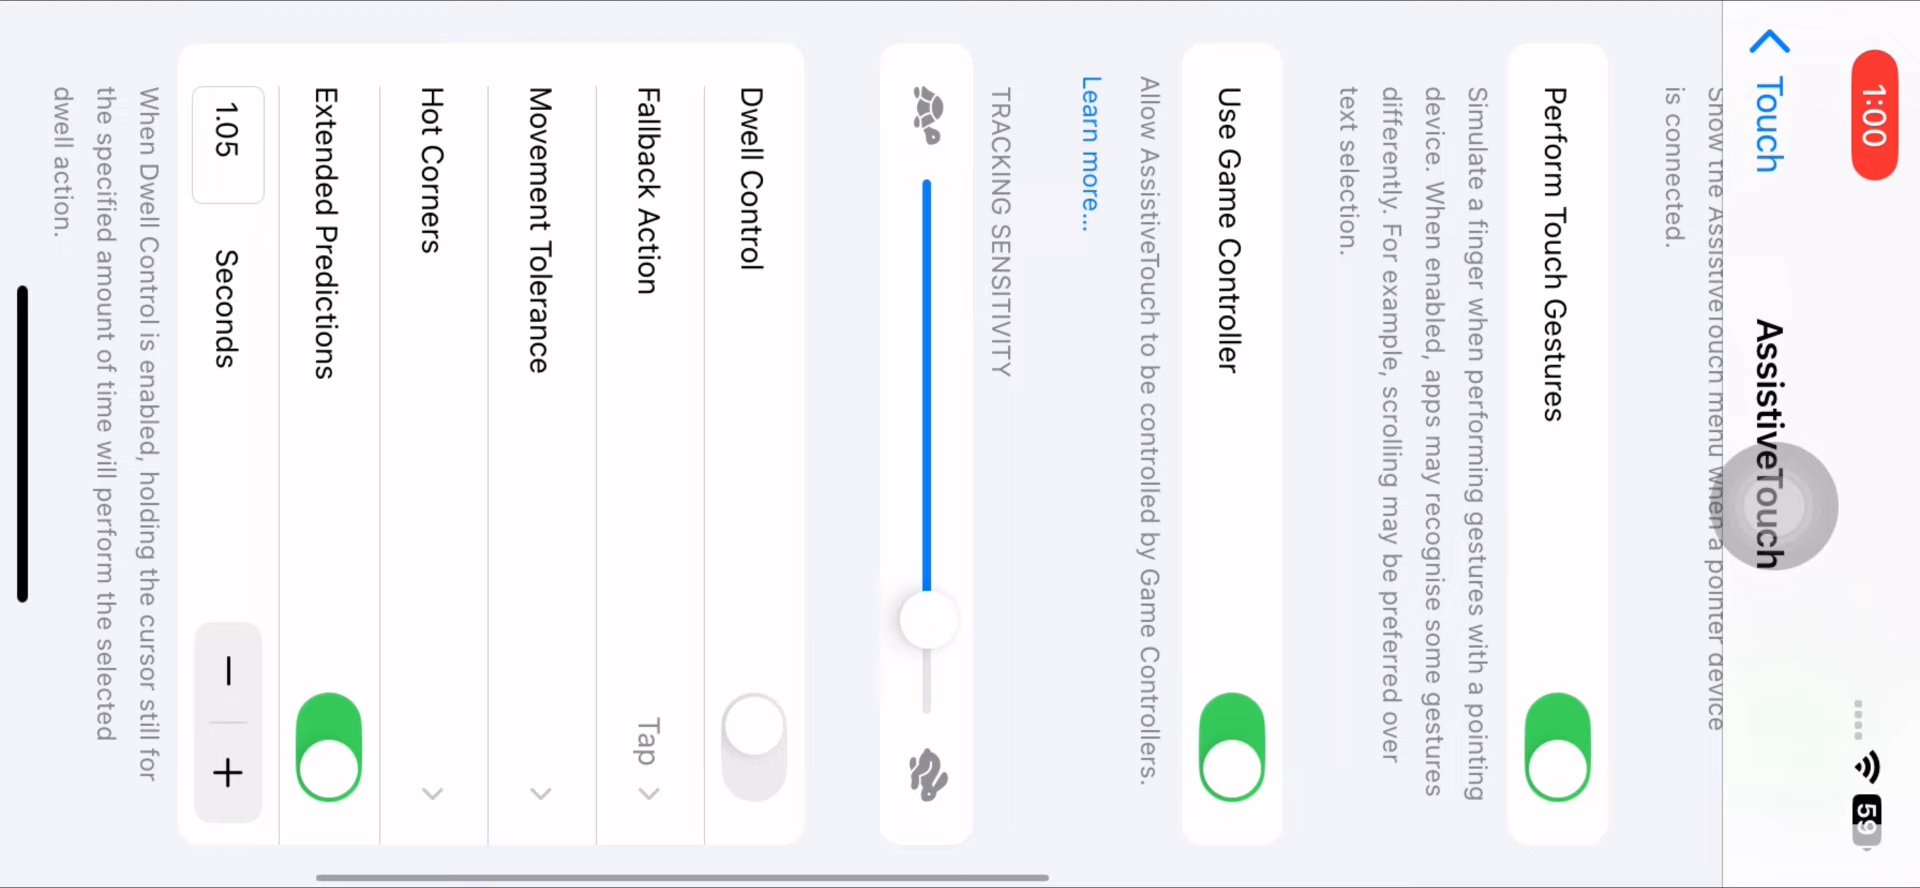 1:00
59
Touch
AssistiveTouch
Show the AssistiveTouch menu when a pointer device
is connected.
Perform Touch Gestures
Simulate a finger when performing gestures with a pointing
device. When enabled, apps may recognise some gestures
differently. For example, scrolling may be preferred over
text selection.
Use Game Controller
Allow AssistiveTouch to be controlled by Game Controllers.
Learn more...
TRACKING SENSITIVITY
Dwell Control
Fallback Action Tap
Movement Tolerance
Hot Corners
Extended Predictions
1.05 Seconds − +
When Dwell Control is enabled, holding the cursor still for
the specified amount of time will perform the selected
dwell action.